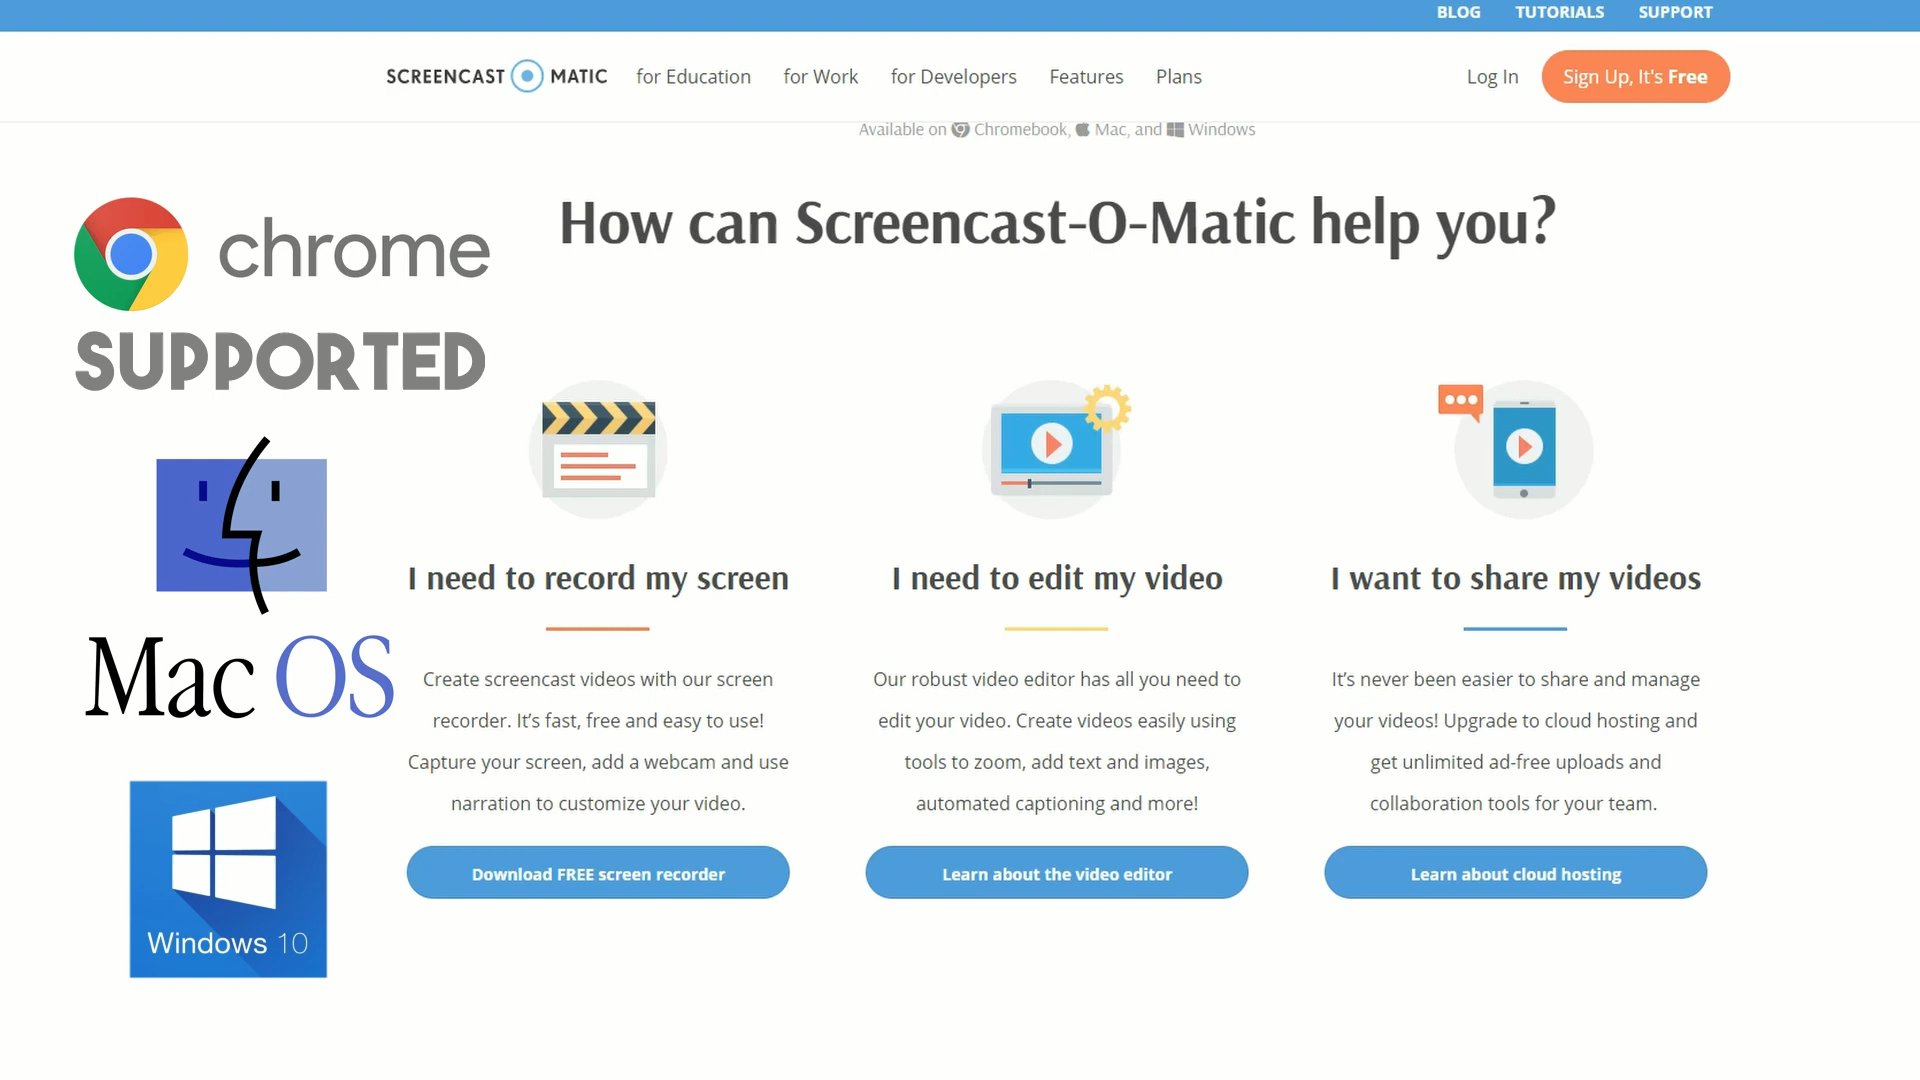 BLOG TUTORIALS SUPPORT
SCREENCAST MATIC for Education for Work for Developers Features Plans Log In Sign Up, It's Free
Available on Chromebook, Mac, and Windows
How can Screencast-O-Matic help you?
chrome
SUPPORTED
Mac OS
Windows 10
I need to record my screen
Create screencast videos with our screen
recorder. It’s fast, free and easy to use!
Capture your screen, add a webcam and use
narration to customize your video.
Download FREE screen recorder
I need to edit my video
Our robust video editor has all you need to
edit your video. Create videos easily using
tools to zoom, add text and images,
automated captioning and more!
Learn about the video editor
I want to share my videos
It’s never been easier to share and manage
your videos! Upgrade to cloud hosting and
get unlimited ad-free uploads and
collaboration tools for your team.
Learn about cloud hosting